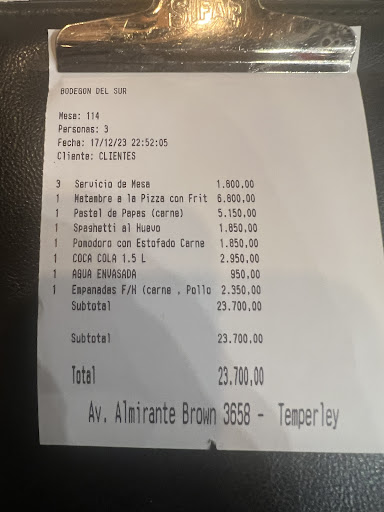 BODEGON DEL SUR
Mesa: 114
Personas: 3
Fecha: 17/12/23 22:52:05
Cliente: CLIENTES
3 Servicio de Mesa 1.800,00
1 Matambre a la Pizza con Frit 6.800,00
1 Pastel de Papas (carne) 5.150,00
1 Spaghetti al Huevo 1.850,00
1 Pomodoro con Estofado Carne 1.850,00
1 COCA COLA 1.5 L 2.950,00
1 AGUA ENVASADA 950,00
1 Empanadas F/H (carne , Pollo 2.350,00
Subtotal 23.700,00
Subtotal 23.700,00
Total 23.700,00
Av. Almirante Brown 3658 - Temperley